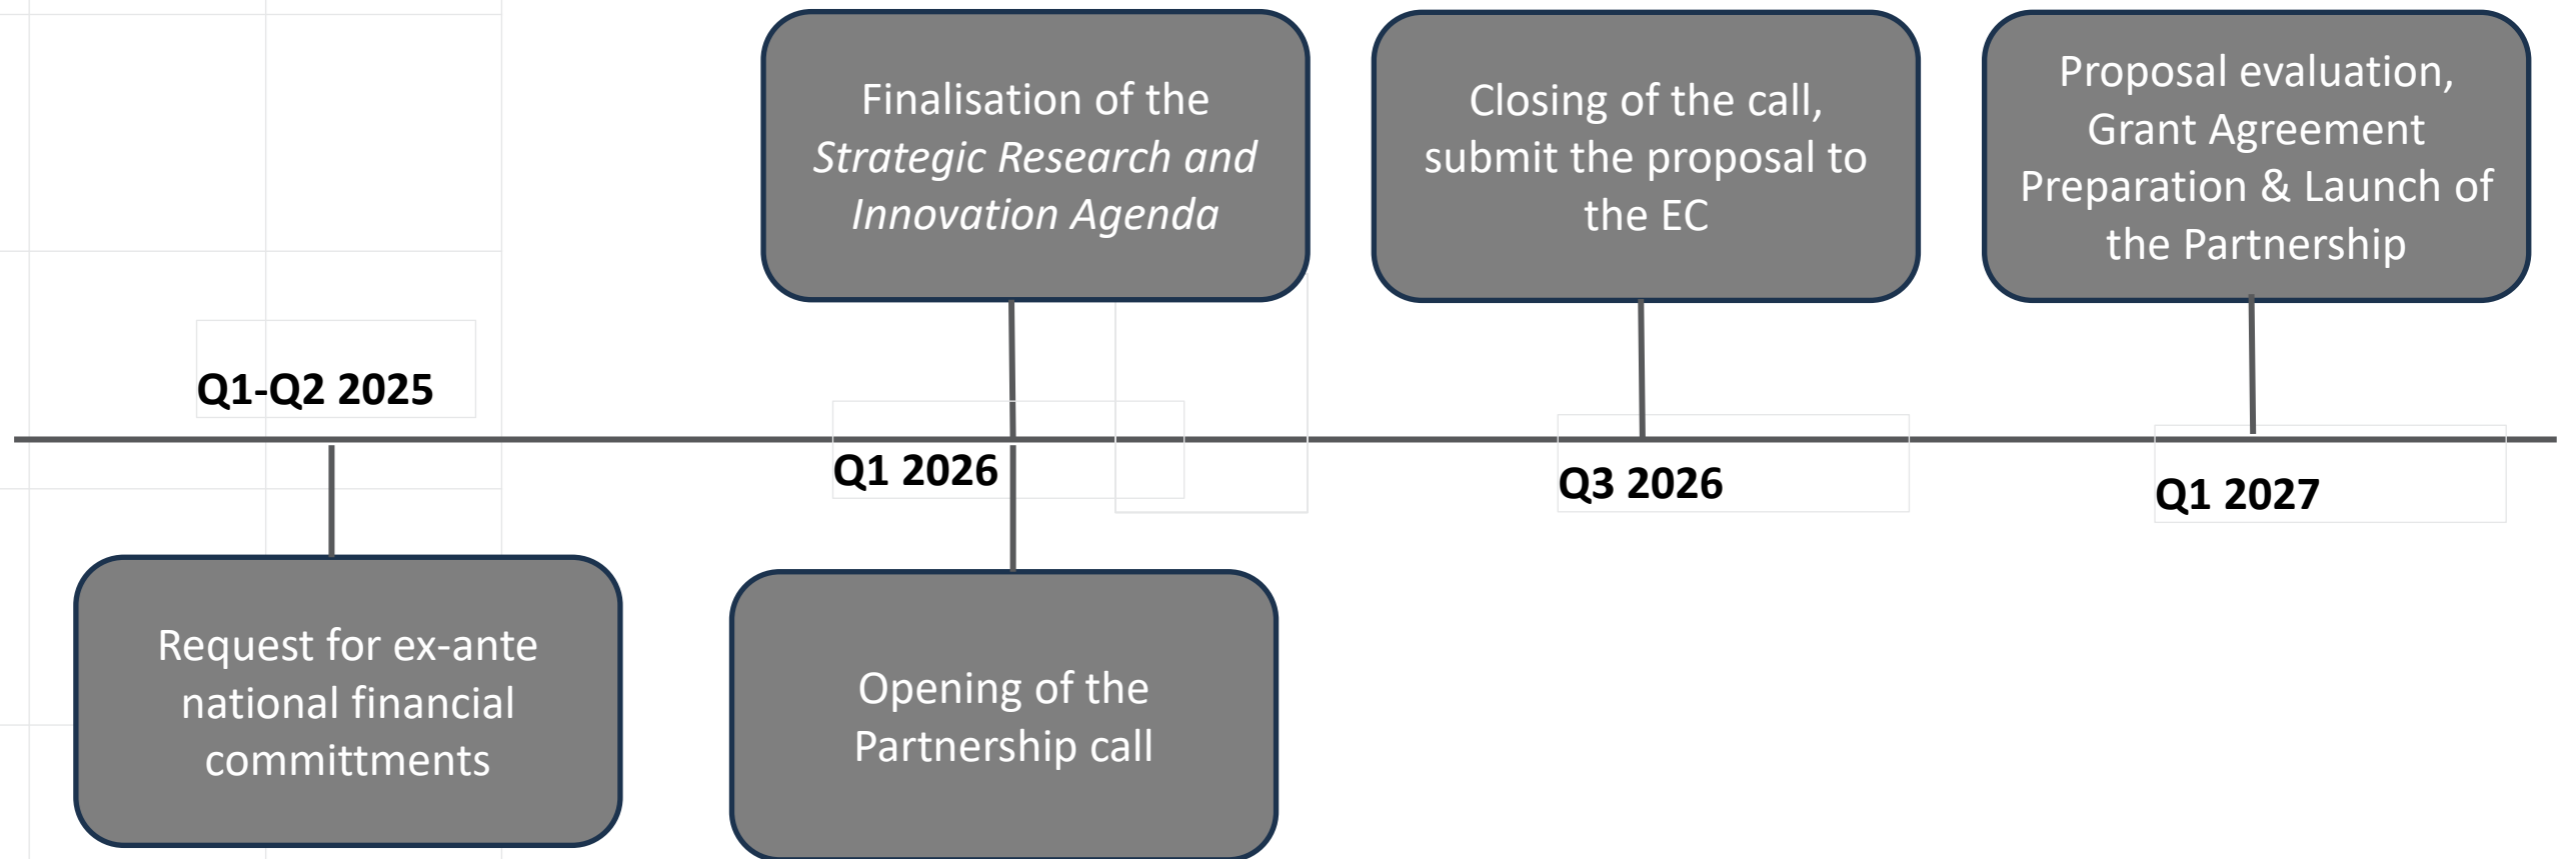 Finalisation of the
Strategic Research and
Innovation Agenda
Closing of the call,
submit the proposal to
the EC
Proposal evaluation,
Grant Agreement
Preparation & Launch of
the Partnership
Q1-Q2 2025
Q1 2026
Q3 2026
Q1 2027
Request for ex-ante
national financial
committments
Opening of the
Partnership call